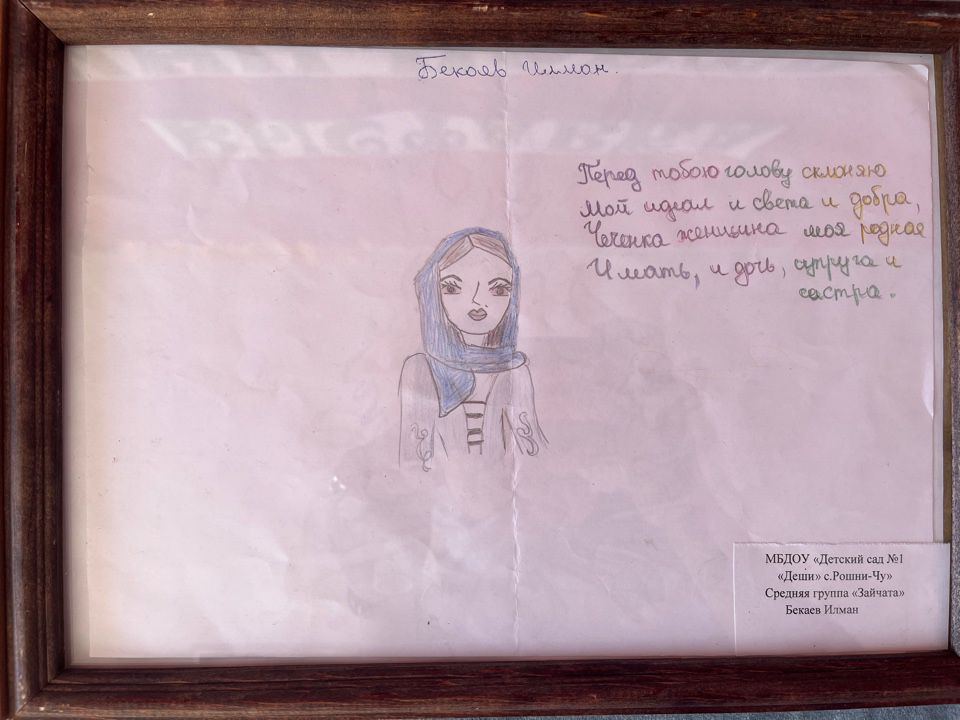 Бекаев Илман.
Перед тобою голову склоняю
Мой идеал и света и добра,
Чеченка женщина моя родная
И мать, и дочь, супруга и
састра.
МБДОУ «Детский сад №1
«Деши» с.Рошни-Чу»
Средняя группа «Зайчата»
Бекаев Илман